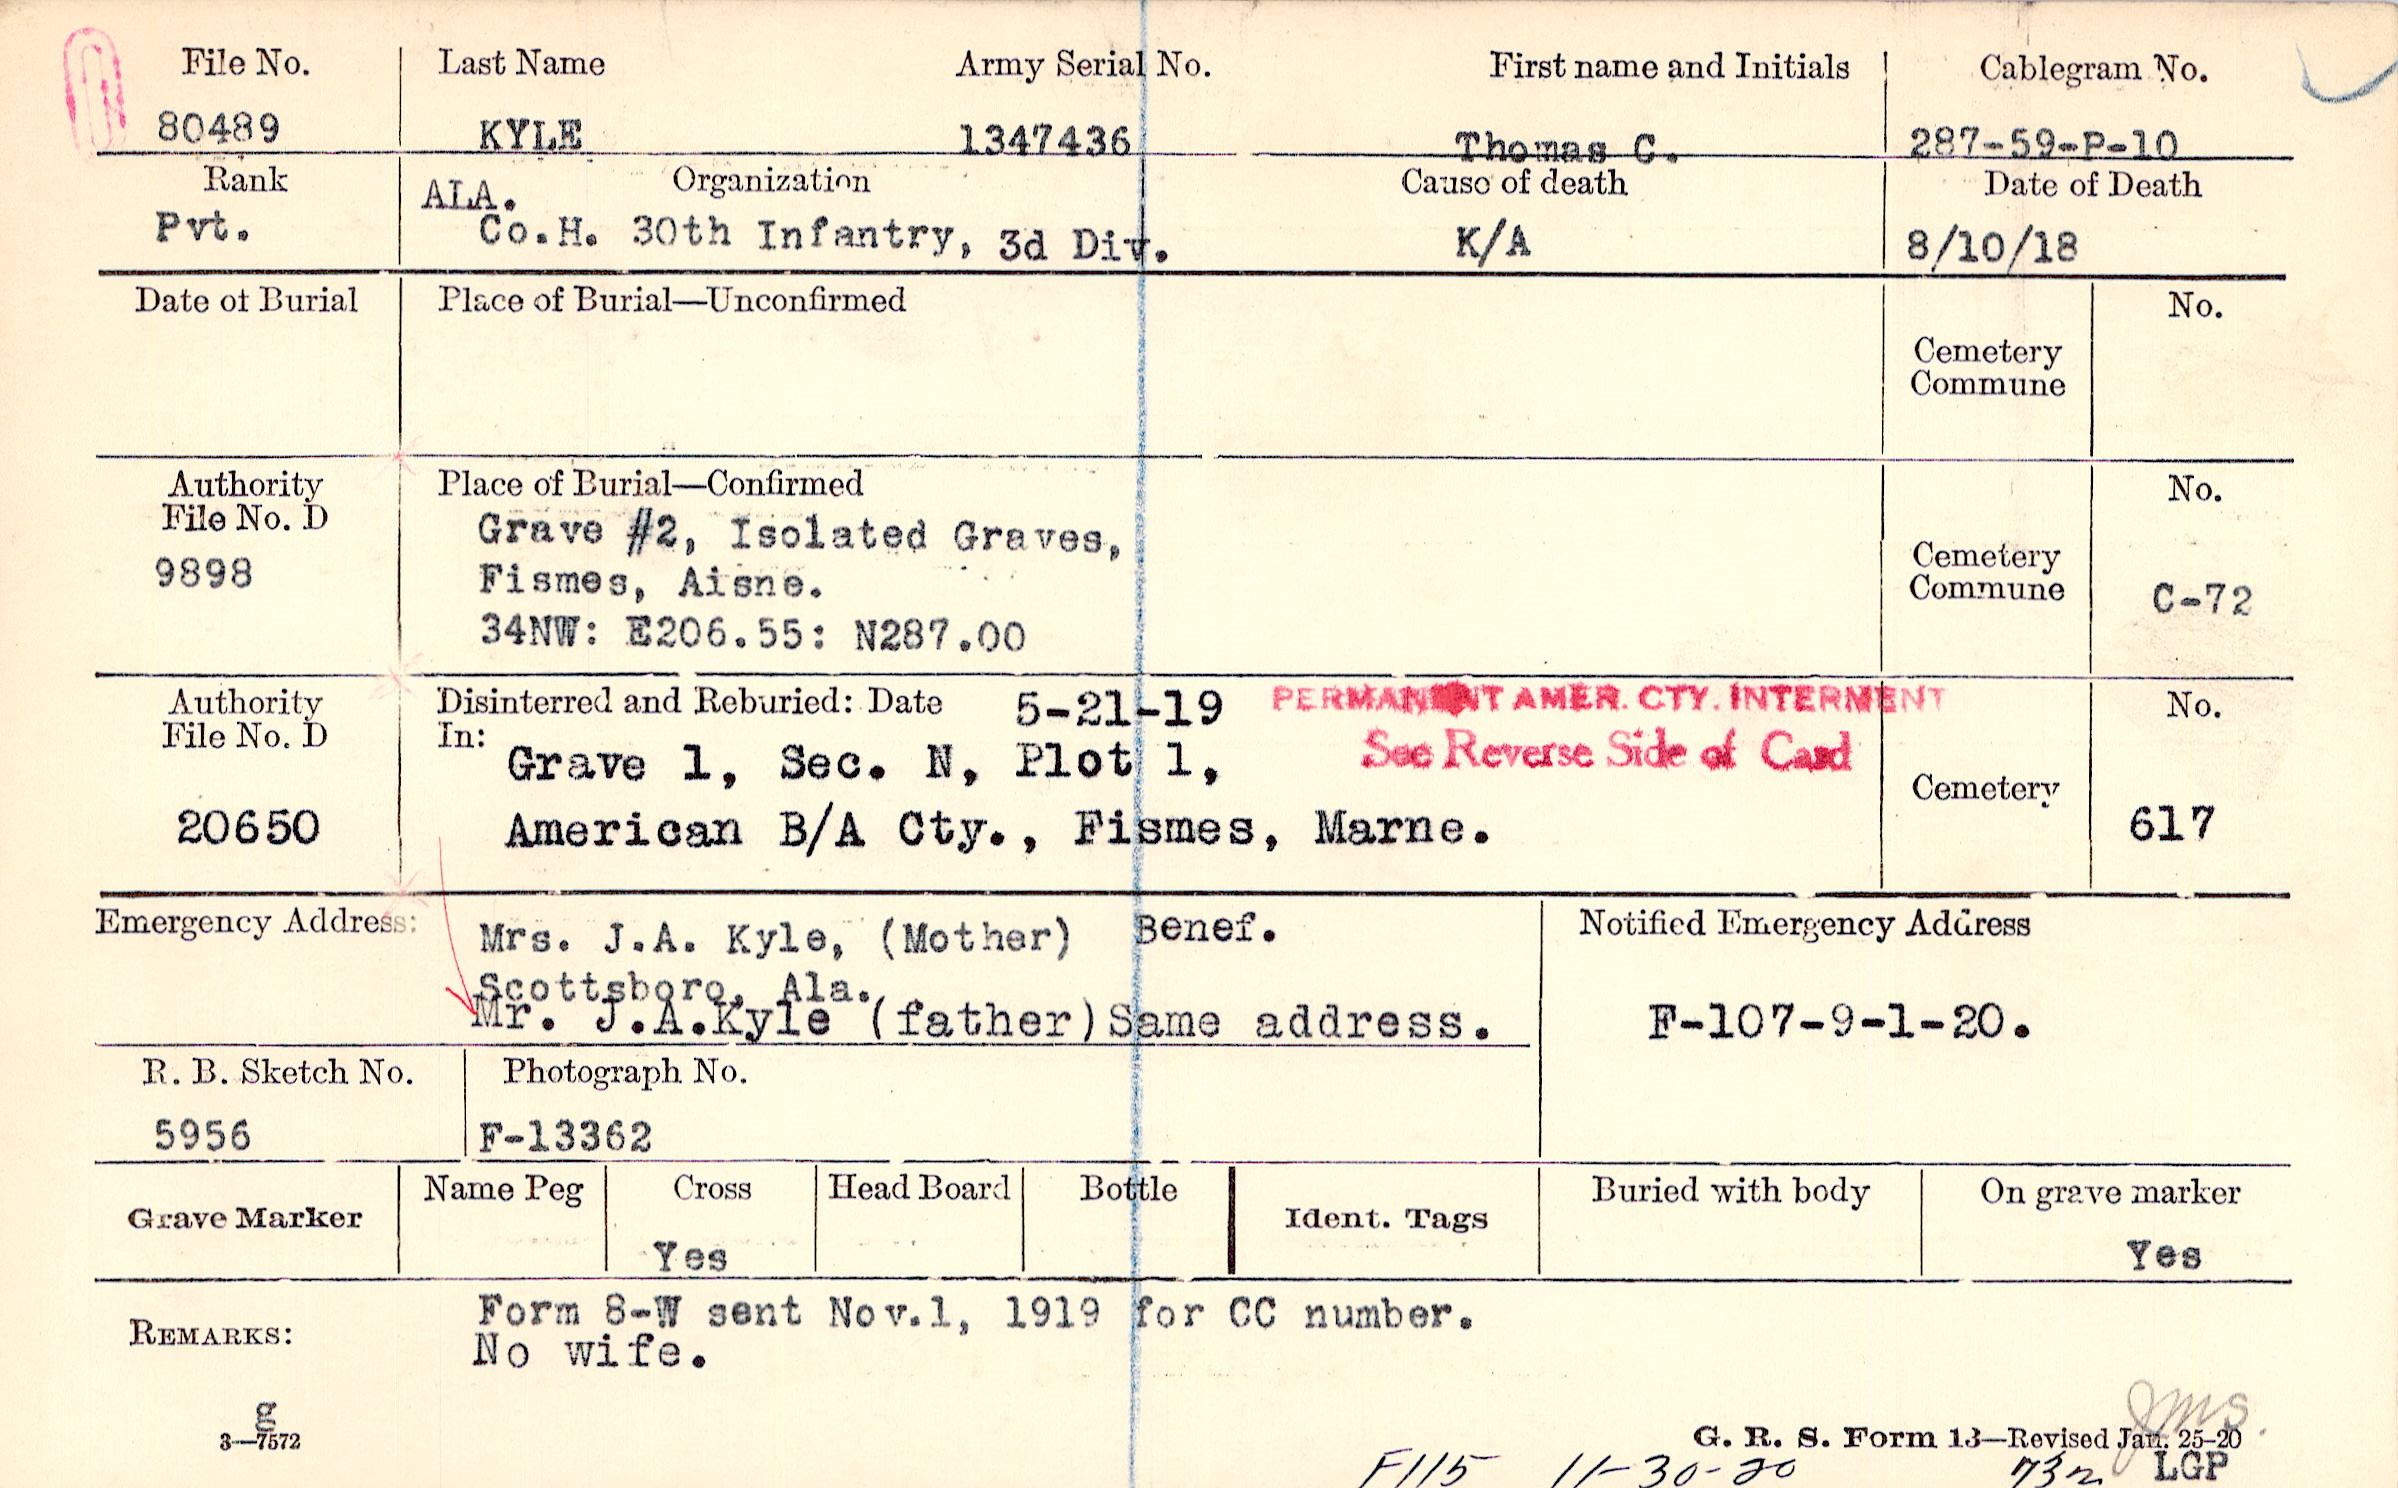 File No. Last Name Army Serial No. First name and Initials Cablegram No.
80489 KYLE 1347436 Thomas C. 287-59-P-10
Rank ALA. Organization Cause of death Date of Death
Pvt. Co.H. 30th Infantry, 3d Div. K/A 8/10/18
Date of Burial Place of Burial—Unconfirmed No.
Cemetery
Commune
Authority Place of Burial—Confirmed No.
File No. D Grave #2, Isolated Graves,
9898 Fismes, Aisne. Cemetery
Commune C-72
34NW: E206.55: N287.00
Authority Disinterred and Reburied: Date 5-21-19 PERMANENT AMER. CTY. INTERMENT No.
File No. D In: Grave 1, Sec. N, Plot 1, See Reverse Side of Card
Cemetery
20650 American B/A Cty., Fismes, Marne. 617
Emergency Address: Mrs. J.A. Kyle, (Mother) Benef. Notified Emergency Address
Scottsboro, Ala.
Mr. J.A.Kyle (father) Same address. F-107-9-1-20.
R. B. Sketch No. Photograph No.
5956 F-13362
Grave Marker Name Peg Cross Head Board Bottle Ident. Tags Buried with body On grave marker
Yes Yes
REMARKS: Form 8-W sent Nov.1, 1919 for CC number.
No wife.
g
3—7572
JMS.
G. R. S. Form 13—Revised Jan. 25-20
F115 11-30-20 732 LGP